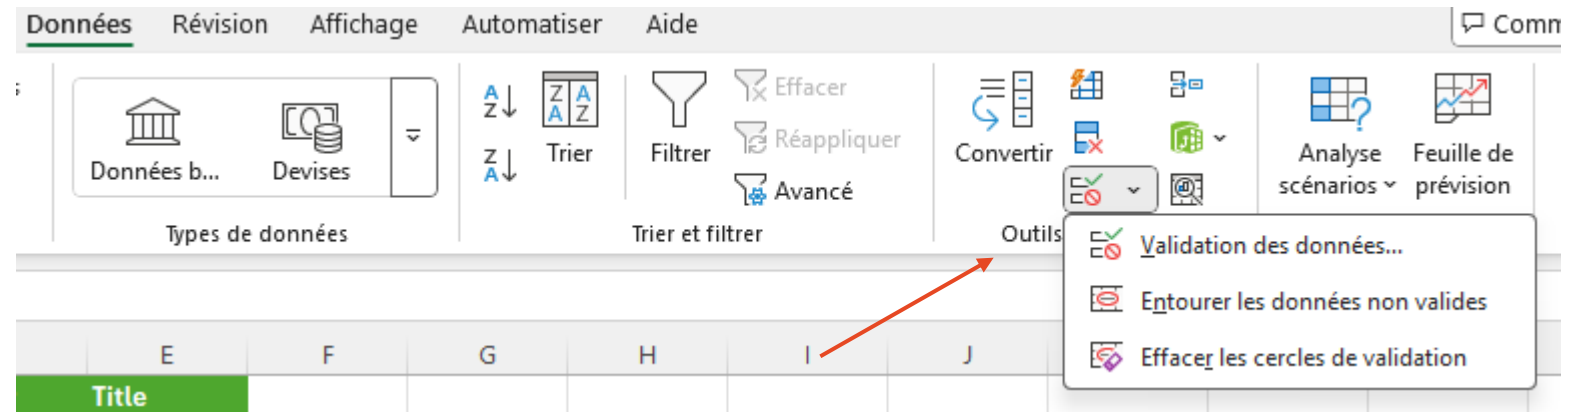 Données Révision Affichage Automatiser Aide Comm
s
Données b...
Devises
Types de données
Trier
Filtrer
Effacer
Réappliquer
Avancé
Trier et filtrer
Convertir
Outils
Analyse
scénarios
Feuille de
prévision
Validation des données...
Entourer les données non valides
Effacer les cercles de validation
E F G H I J
Title